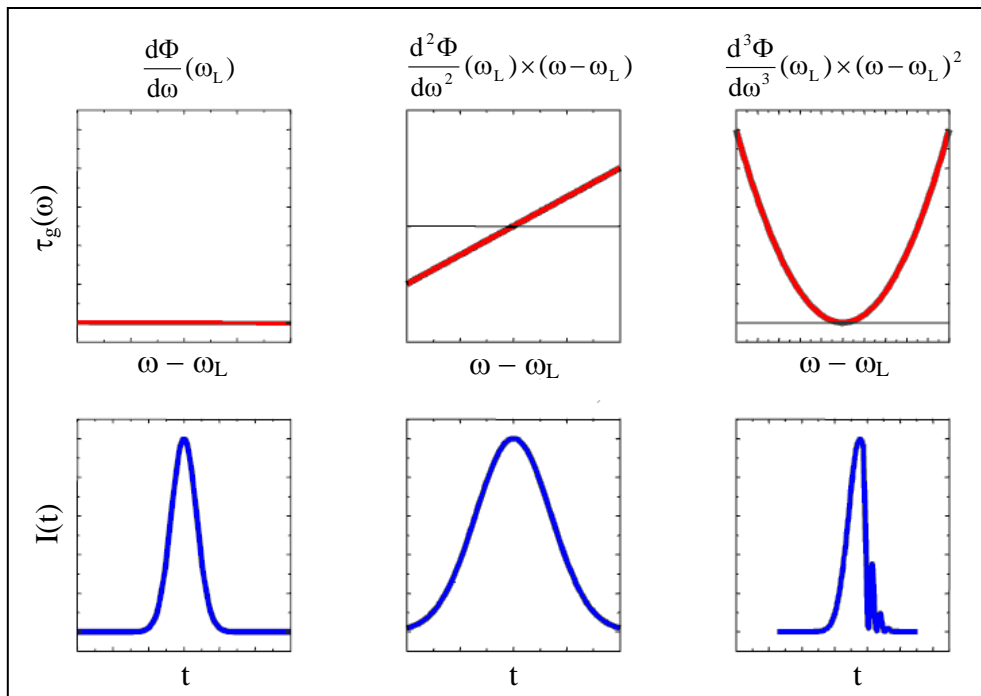 dΦ/dω (ω_L)
d²Φ/dω² (ω_L)×(ω−ω_L)
d³Φ/dω³ (ω_L)×(ω−ω_L)²
τ_g(ω)
ω − ω_L
ω − ω_L
ω − ω_L
I(t)
t
t
t